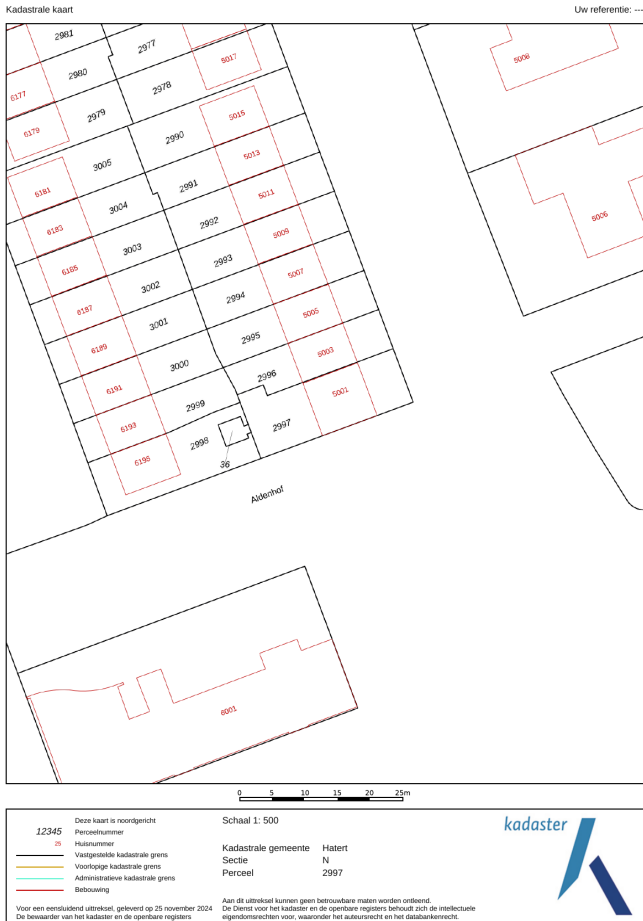 Kadastrale kaart
Uw referentie: ---
2981
2977
5017
5008
2980
6177
2978
2979
5015
6179
2990
5013
3005
6181
2991
5011
3004
5006
6183
2992
5009
3003
2993
6185
5007
3002
2994
6187
5005
3001
2995
6189
5003
3000
2996
6191
5001
2999
2997
6193
2998
6195
36
Aldenhof
6001
0 5 10 15 20 25m
Deze kaart is noordgericht
12345 Perceelnummer
25 Huisnummer
Vastgestelde kadastrale grens
Voorlopige kadastrale grens
Administratieve kadastrale grens
Bebouwing
Voor een eensluidend uittreksel, geleverd op 25 november 2024
De bewaarder van het kadaster en de openbare registers
Schaal 1: 500
Kadastrale gemeente Hatert
Sectie N
Perceel 2997
Aan dit uittreksel kunnen geen betrouwbare maten worden ontleend.
De Dienst voor het kadaster en de openbare registers behoudt zich de intellectuele
eigendomsrechten voor, waaronder het auteursrecht en het databankenrecht.
kadaster